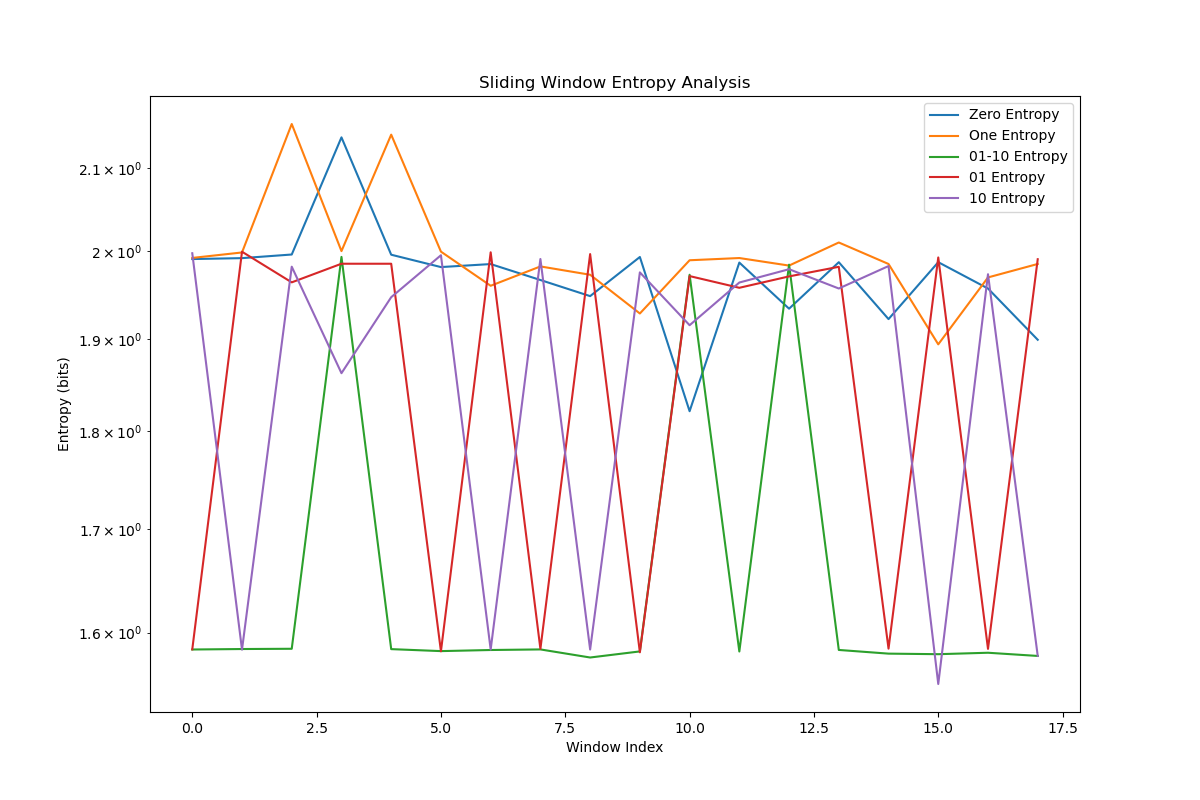 Sliding Window Entropy Analysis
Zero Entropy
One Entropy
01-10 Entropy
01 Entropy
10 Entropy
2.1 × 10⁰
2 × 10⁰
1.9 × 10⁰
1.8 × 10⁰
1.7 × 10⁰
1.6 × 10⁰
Entropy (bits)
0.0 2.5 5.0 7.5 10.0 12.5 15.0 17.5
Window Index